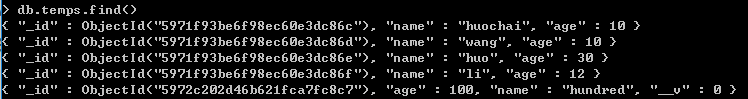 > db.temps.find()
{ "_id" : ObjectId("5971f93be6f98ec60e3dc86c"), "name" : "huochai", "age" : 10 }
{ "_id" : ObjectId("5971f93be6f98ec60e3dc86d"), "name" : "wang", "age" : 10 }
{ "_id" : ObjectId("5971f93be6f98ec60e3dc86e"), "name" : "huo", "age" : 30 }
{ "_id" : ObjectId("5971f93be6f98ec60e3dc86f"), "name" : "li", "age" : 12 }
{ "_id" : ObjectId("5972c202d46b621fca7fc8c7"), "age" : 100, "name" : "hundred", "__v" : 0 }